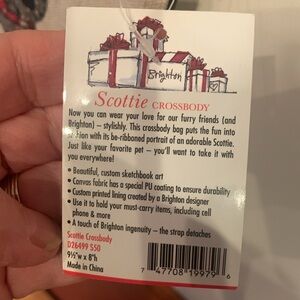 Brighton
Scottie CROSSBODY
Now you can wear your love for our furry friends (and
Brighton) – stylishly. This crossbody bag puts the fun into
fashion with its be-ribboned portrait of an adorable Scottie.
Just like your favorite pet – you'll want to take it with
you everywhere!
• Beautiful, custom sketchbook art
• Canvas fabric has a special PU coating to ensure durability
• Custom printed lining created by a Brighton designer
• Use it to hold your must-carry items, including cell
phone & more
• A touch of Brighton ingenuity – the strap detaches
Scottie Crossbody
D26499 S50
9½"w x 8"h
Made in China
7 47708 19979 6